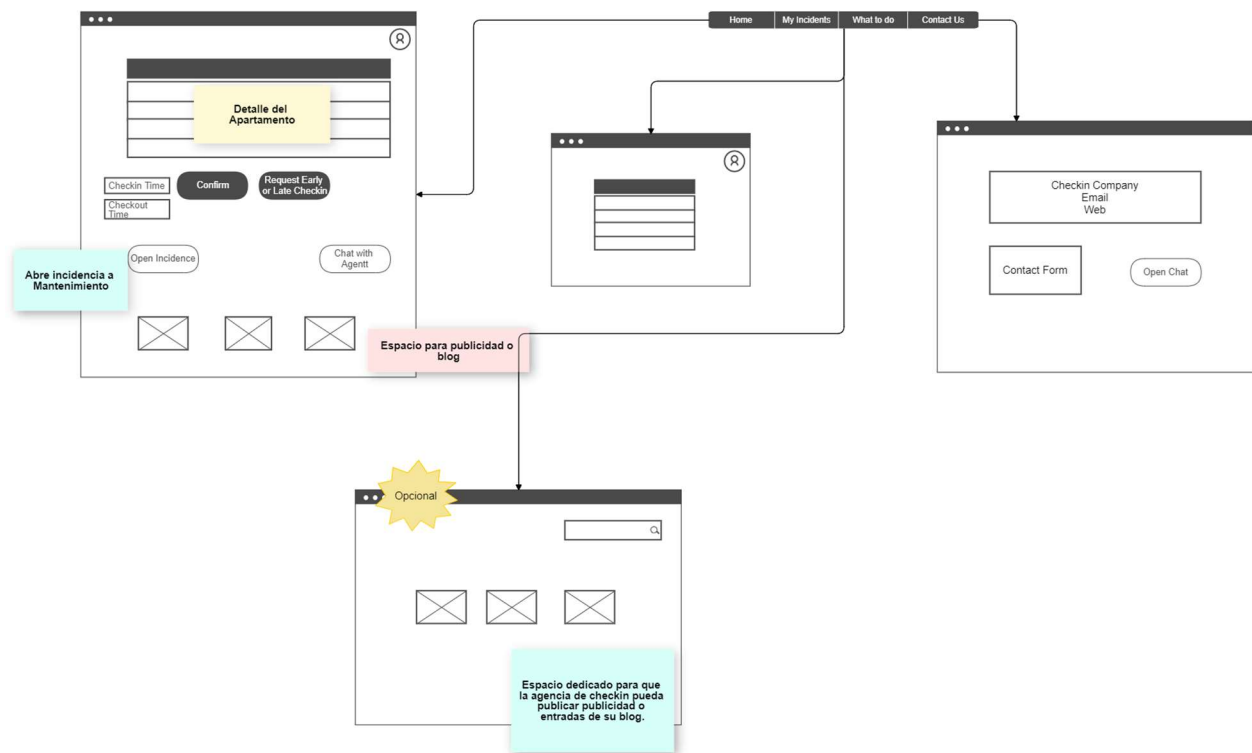 Home
My Incidents
What to do
Contact Us
Detalle del
Apartamento
Checkin Time
Confirm
Request Early
or Late Checkin
Checkout
Time
Open Incidence
Chat with
Agentt
Abre incidencia a
Mantenimiento
Espacio para publicidad o
blog
Checkin Company
Email
Web
Contact Form
Open Chat
Opcional
Espacio dedicado para que
la agencia de checkin pueda
publicar publicidad o
entradas de su blog.